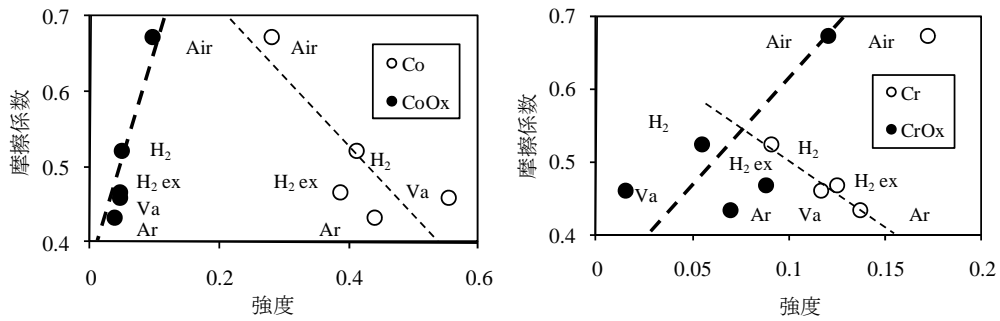 0.7
0.6
0.5
0.4
摩擦係数
0
0.2
0.4
0.6
強度
Air
Air
Co
CoOx
H₂
H₂
H₂ ex
H₂ ex
Va
Va
Ar
Ar
0.7
0.6
0.5
0.4
摩擦係数
0
0.05
0.1
0.15
0.2
強度
Air
Air
Cr
CrOx
H₂
H₂
H₂ ex
H₂ ex
Va
Ar
Va
Ar